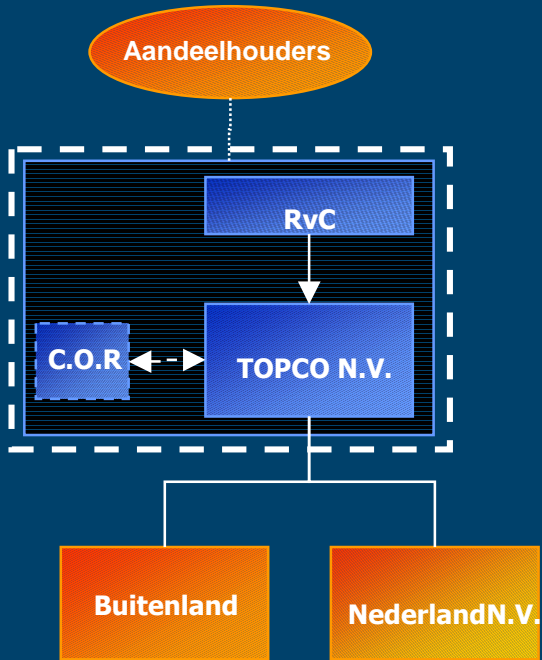 Aandeelhouders
RvC
C.O.R
TOPCO N.V.
Buitenland
NederlandN.V.